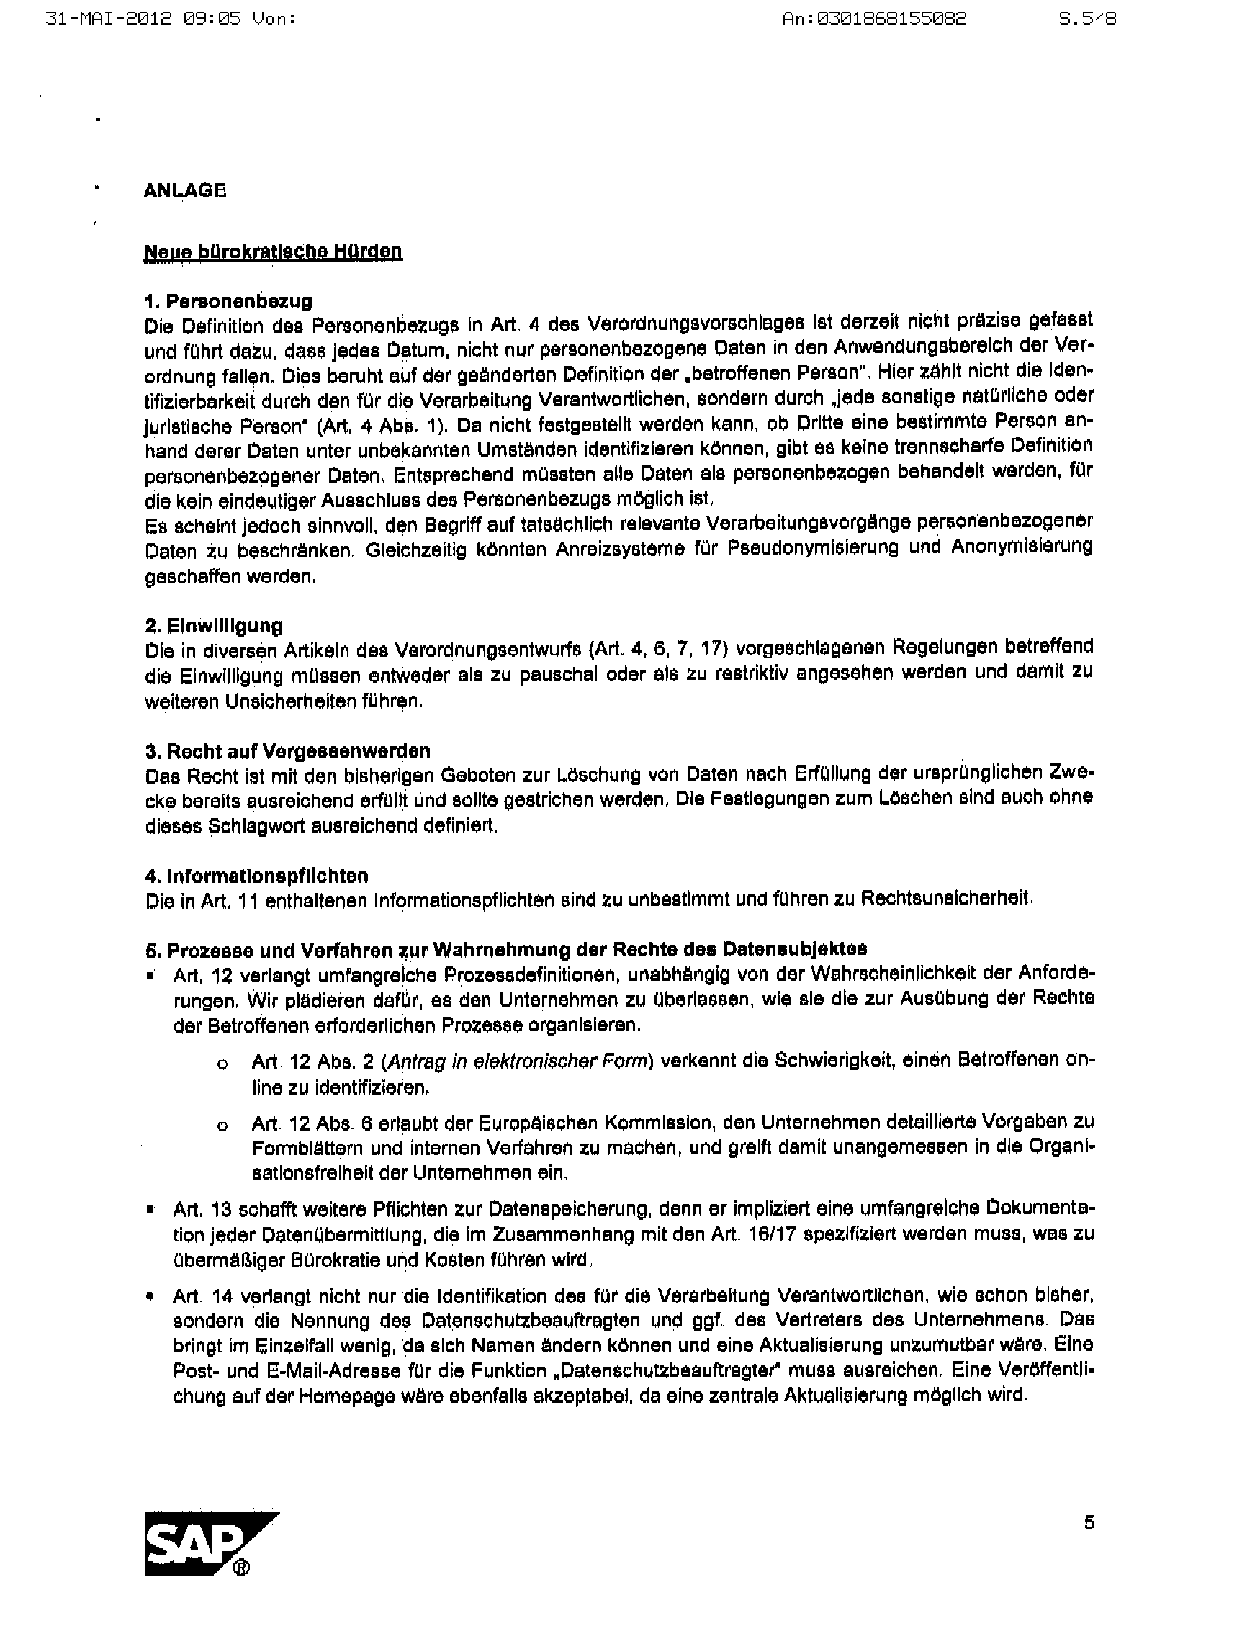 31-MAI-2012 09:05 Von: An:0301868155082 S.5/8
ANLAGE
Neue bürokratische Hürden
1. Personenbezug
Die Definition des Personenbezugs in Art. 4 des Verordnungsvorschlages ist derzeit nicht präzise gefasst
und führt dazu, dass jedes Datum, nicht nur personenbezogene Daten in den Anwendungsbereich der Ver-
ordnung fallen. Dies beruht auf der geänderten Definition der „betroffenen Person“. Hier zählt nicht die Iden-
tifizierbarkeit durch den für die Verarbeitung Verantwortlichen, sondern durch „jede sonstige natürliche oder
juristische Person“ (Art. 4 Abs. 1). Da nicht festgestellt werden kann, ob Dritte eine bestimmte Person an-
hand derer Daten unter unbekannten Umständen identifizieren können, gibt es keine trennscharfe Definition
personenbezogener Daten. Entsprechend müssten alle Daten als personenbezogen behandelt werden, für
die kein eindeutiger Ausschluss des Personenbezugs möglich ist.
Es scheint jedoch sinnvoll, den Begriff auf tatsächlich relevante Verarbeitungsvorgänge personenbezogener
Daten zu beschränken. Gleichzeitig könnten Anreizsysteme für Pseudonymisierung und Anonymisierung
geschaffen werden.
2. Einwilligung
Die in diversen Artikeln des Verordnungsentwurfs (Art. 4, 6, 7, 17) vorgeschlagenen Regelungen betreffend
die Einwilligung müssen entweder als zu pauschal oder als zu restriktiv angesehen werden und damit zu
weiteren Unsicherheiten führen.
3. Recht auf Vergessenwerden
Das Recht ist mit den bisherigen Geboten zur Löschung von Daten nach Erfüllung der ursprünglichen Zwe-
cke bereits ausreichend erfüllt und sollte gestrichen werden. Die Festlegungen zum Löschen sind auch ohne
dieses Schlagwort ausreichend definiert.
4. Informationspflichten
Die in Art. 11 enthaltenen Informationspflichten sind zu unbestimmt und führen zu Rechtsunsicherheit.
5. Prozesse und Verfahren zur Wahrnehmung der Rechte des Datensubjektes
▪ Art. 12 verlangt umfangreiche Prozessdefinitionen, unabhängig von der Wahrscheinlichkeit der Anforde-
rungen. Wir plädieren dafür, es den Unternehmen zu überlassen, wie sie die zur Ausübung der Rechte
der Betroffenen erforderlichen Prozesse organisieren.
o Art. 12 Abs. 2 (Antrag in elektronischer Form) verkennt die Schwierigkeit, einen Betroffenen on-
line zu identifizieren.
o Art. 12 Abs. 6 erlaubt der Europäischen Kommission, den Unternehmen detaillierte Vorgaben zu
Formblättern und internen Verfahren zu machen, und greift damit unangemessen in die Organi-
sationsfreiheit der Unternehmen ein.
▪ Art. 13 schafft weitere Pflichten zur Datenspeicherung, denn er impliziert eine umfangreiche Dokumenta-
tion jeder Datenübermittlung, die im Zusammenhang mit den Art. 16/17 spezifiziert werden muss, was zu
übermäßiger Bürokratie und Kosten führen wird.
▪ Art. 14 verlangt nicht nur die Identifikation des für die Verarbeitung Verantwortlichen, wie schon bisher,
sondern die Nennung des Datenschutzbeauftragten und ggf. des Vertreters des Unternehmens. Das
bringt im Einzelfall wenig, da sich Namen ändern können und eine Aktualisierung unzumutbar wäre. Eine
Post- und E-Mail-Adresse für die Funktion „Datenschutzbeauftragter“ muss ausreichen. Eine Veröffentli-
chung auf der Homepage wäre ebenfalls akzeptabel, da eine zentrale Aktualisierung möglich wird.
5
SAP®